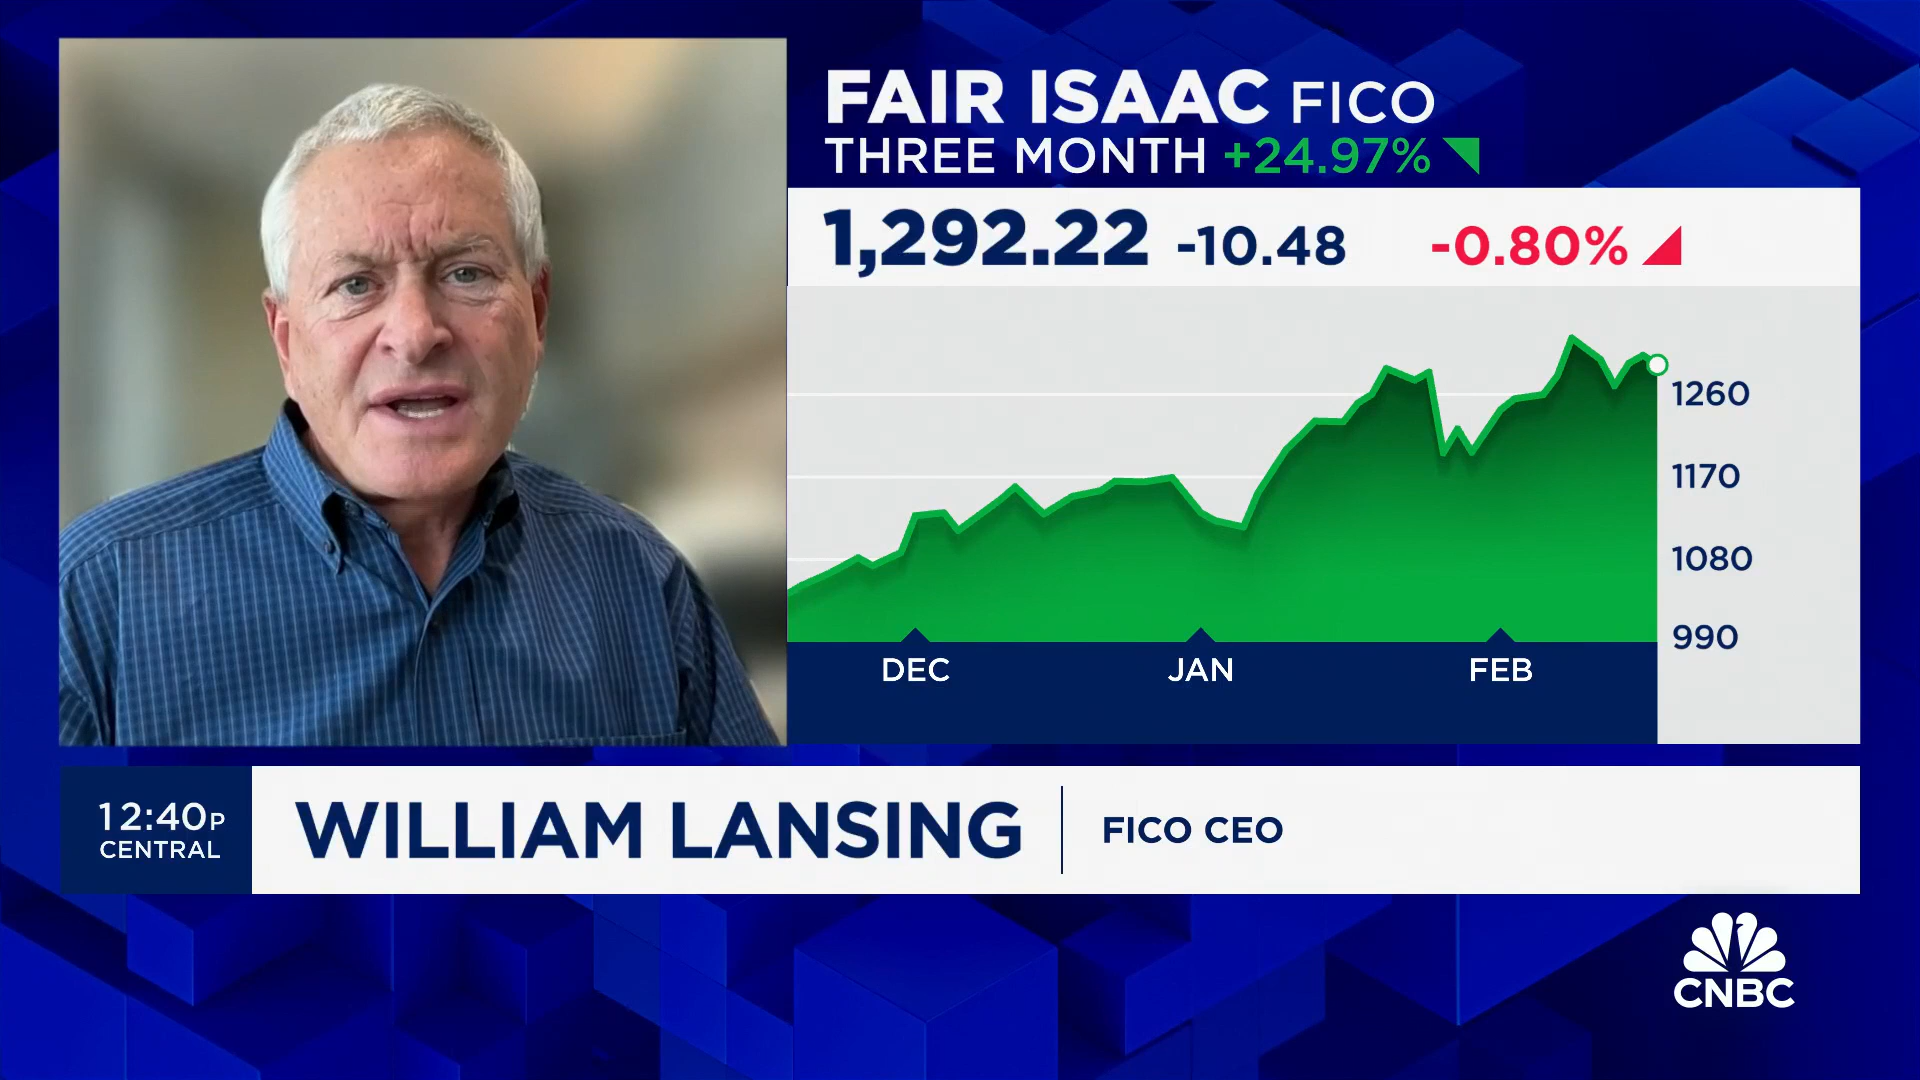 FAIR ISAAC FICO
THREE MONTH +24.97%
1,292.22 -10.48 -0.80%
1260
1170
1080
990
DEC JAN FEB
12:40P
CENTRAL
WILLIAM LANSING
FICO CEO
CNBC